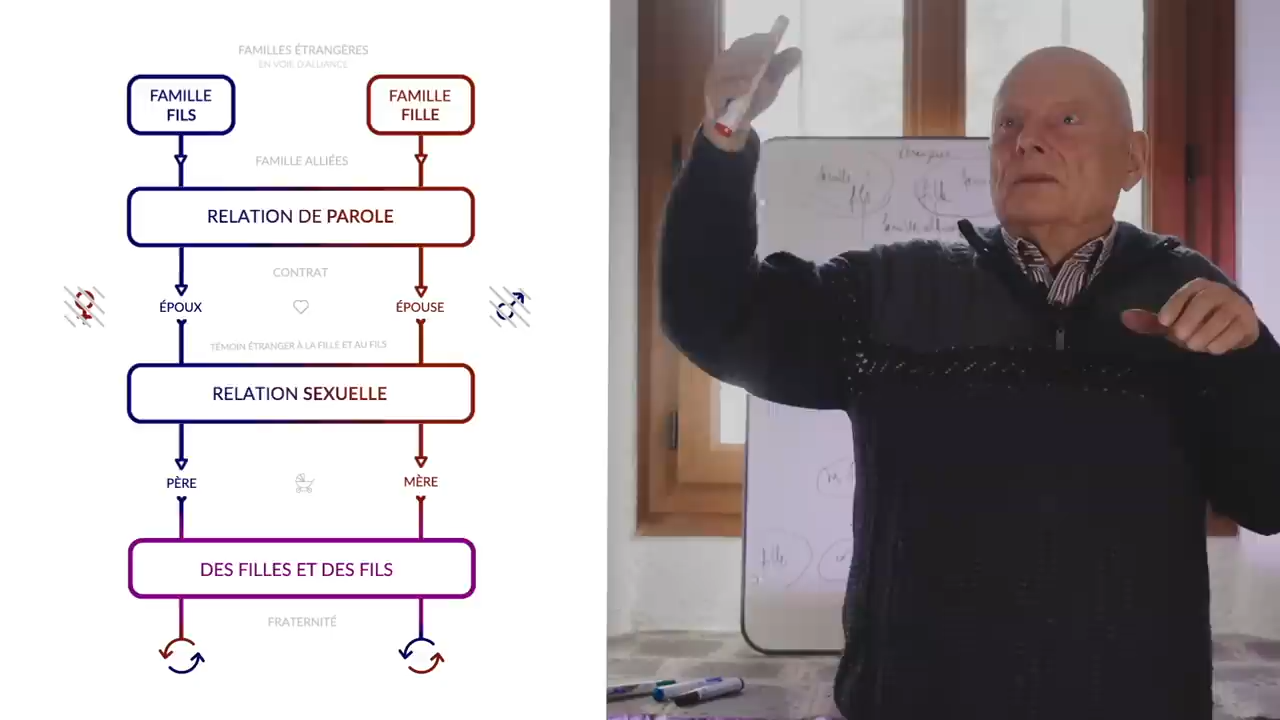 FAMILLES ÉTRANGÈRES
EN VOIE D'ALLIANCE
FAMILLE
FILS
FAMILLE
FILLE
FAMILLE ALLIÉES
RELATION DE PAROLE
CONTRAT
ÉPOUX
ÉPOUSE
TÉMOIN ÉTRANGER À LA FILLE ET AU FILS
RELATION SEXUELLE
PÈRE
MÈRE
DES FILLES ET DES FILS
FRATERNITÉ